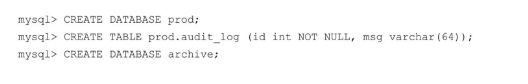 mysql> CREATE DATABASE prod;
mysql> CREATE TABLE prod.audit_log (id int NOT NULL, msg varchar(64));
mysql> CREATE DATABASE archive;